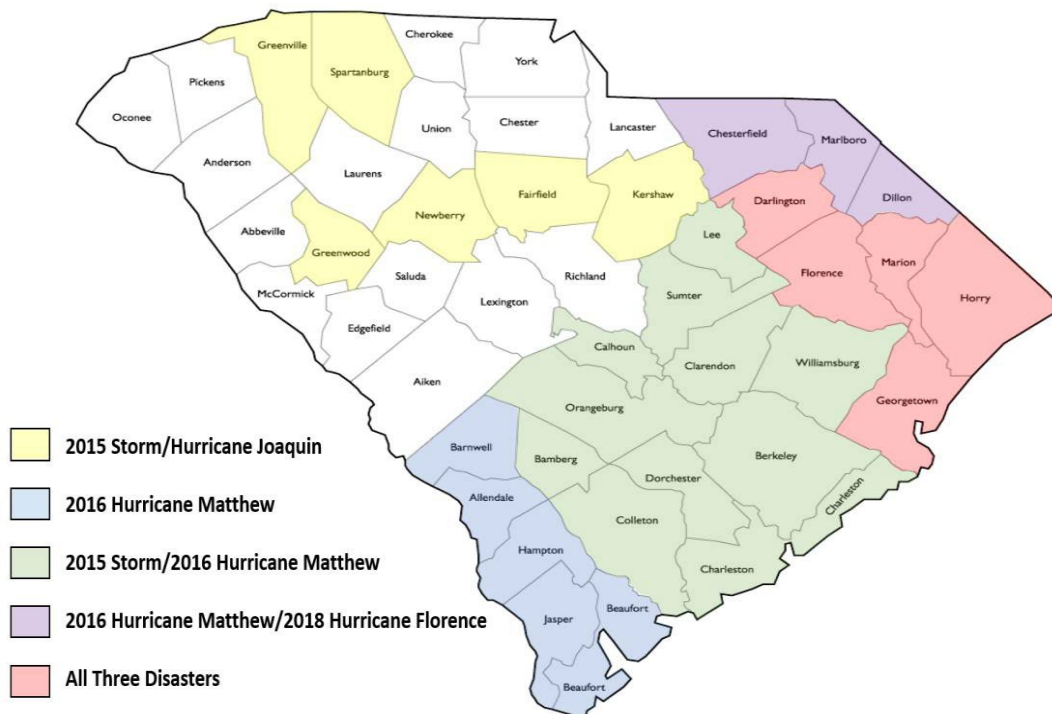 Cherokee
Greenville
York
Spartanburg
Pickens
Oconee
Union
Chester
Lancaster
Chesterfield
Marlboro
Anderson
Laurens
Fairfield
Kershaw
Darlington
Dillon
Newberry
Abbeville
Lee
Greenwood
Marion
Florence
Saluda
Richland
McCormick
Lexington
Sumter
Horry
Edgefield
Calhoun
Clarendon
Williamsburg
Aiken
Georgetown
Orangeburg
Barnwell
Bamberg
Berkeley
Dorchester
Charleston
Allendale
Colleton
Hampton
Charleston
Beaufort
Jasper
Beaufort
2015 Storm/Hurricane Joaquin
2016 Hurricane Matthew
2015 Storm/2016 Hurricane Matthew
2016 Hurricane Matthew/2018 Hurricane Florence
All Three Disasters